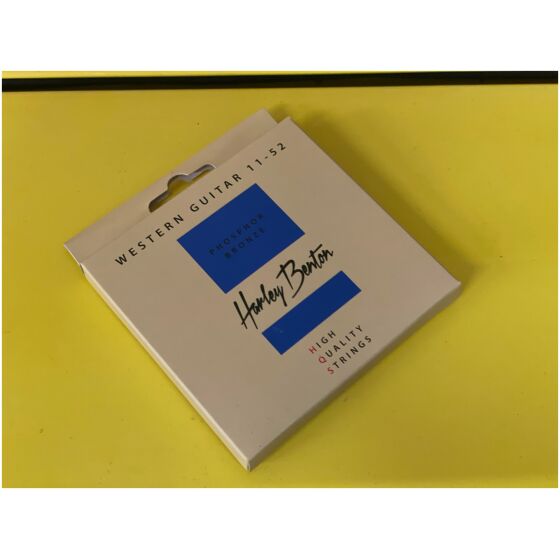 WESTERN GUITAR 11-52
PHOSPHOR
BRONZE
Harley Benton
HIGH
QUALITY
STRINGS